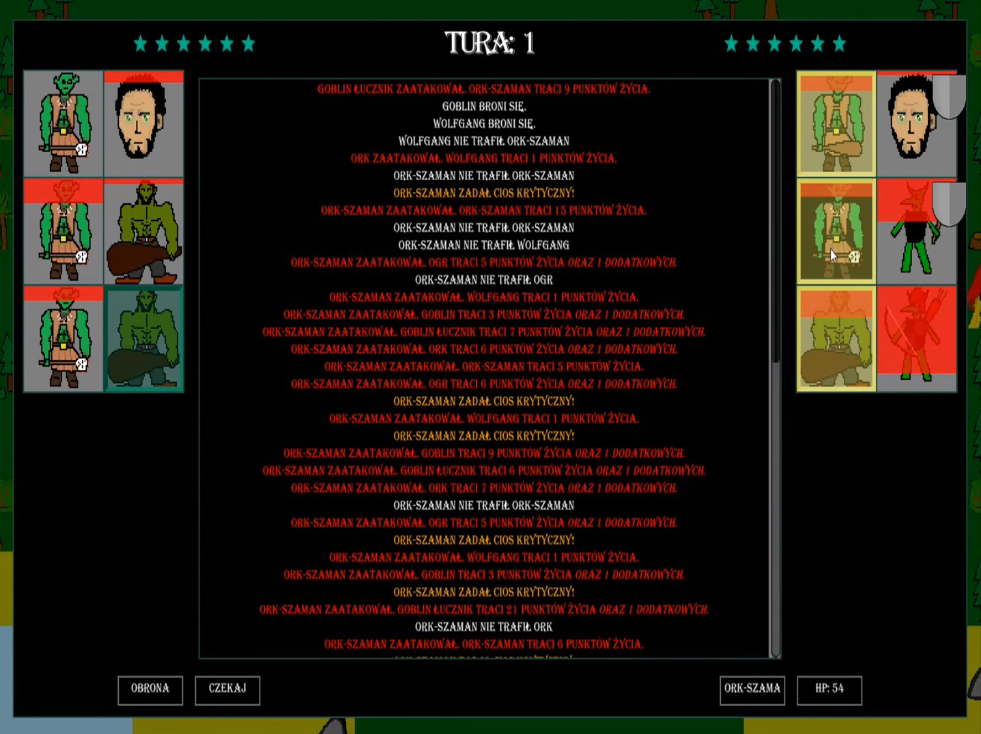 TURA: 1
GOBLIN ŁUCZNIK ZAATAKOWAŁ. ORK-SZAMAN TRACI 9 PUNKTÓW ŻYCIA.
GOBLIN BRONI SIĘ.
WOLFGANG BRONI SIĘ.
WOLFGANG NIE TRAFIŁ ORK-SZAMAN
ORK ZAATAKOWAŁ. WOLFGANG TRACI 1 PUNKTÓW ŻYCIA.
ORK-SZAMAN NIE TRAFIŁ ORK-SZAMAN
ORK-SZAMAN ZADAŁ CIOS KRYTYCZNY!
ORK-SZAMAN ZAATAKOWAŁ. ORK-SZAMAN TRACI 15 PUNKTÓW ŻYCIA.
ORK-SZAMAN NIE TRAFIŁ ORK-SZAMAN
ORK-SZAMAN NIE TRAFIŁ WOLFGANG
ORK-SZAMAN ZAATAKOWAŁ. OGR TRACI 5 PUNKTÓW ŻYCIA ORAZ 1 DODATKOWYCH.
ORK-SZAMAN NIE TRAFIŁ OGR
ORK-SZAMAN ZAATAKOWAŁ. WOLFGANG TRACI 1 PUNKTÓW ŻYCIA.
ORK-SZAMAN ZAATAKOWAŁ. GOBLIN TRACI 3 PUNKTÓW ŻYCIA ORAZ 1 DODATKOWYCH.
ORK-SZAMAN ZAATAKOWAŁ. GOBLIN ŁUCZNIK TRACI 7 PUNKTÓW ŻYCIA ORAZ 1 DODATKOWYCH.
ORK-SZAMAN ZAATAKOWAŁ. ORK TRACI 6 PUNKTÓW ŻYCIA ORAZ 1 DODATKOWYCH.
ORK-SZAMAN ZAATAKOWAŁ. ORK-SZAMAN TRACI 5 PUNKTÓW ŻYCIA.
ORK-SZAMAN ZAATAKOWAŁ. OGR TRACI 6 PUNKTÓW ŻYCIA ORAZ 1 DODATKOWYCH.
ORK-SZAMAN ZADAŁ CIOS KRYTYCZNY!
ORK-SZAMAN ZAATAKOWAŁ. WOLFGANG TRACI 1 PUNKTÓW ŻYCIA.
ORK-SZAMAN ZADAŁ CIOS KRYTYCZNY!
ORK-SZAMAN ZAATAKOWAŁ. GOBLIN TRACI 9 PUNKTÓW ŻYCIA ORAZ 1 DODATKOWYCH.
ORK-SZAMAN ZAATAKOWAŁ. GOBLIN ŁUCZNIK TRACI 6 PUNKTÓW ŻYCIA ORAZ 1 DODATKOWYCH.
ORK-SZAMAN ZAATAKOWAŁ. ORK TRACI 7 PUNKTÓW ŻYCIA ORAZ 1 DODATKOWYCH.
ORK-SZAMAN NIE TRAFIŁ ORK-SZAMAN
ORK-SZAMAN ZAATAKOWAŁ. OGR TRACI 5 PUNKTÓW ŻYCIA ORAZ 1 DODATKOWYCH.
ORK-SZAMAN ZADAŁ CIOS KRYTYCZNY!
ORK-SZAMAN ZAATAKOWAŁ. WOLFGANG TRACI 1 PUNKTÓW ŻYCIA.
ORK-SZAMAN ZAATAKOWAŁ. GOBLIN TRACI 3 PUNKTÓW ŻYCIA ORAZ 1 DODATKOWYCH.
ORK-SZAMAN ZADAŁ CIOS KRYTYCZNY!
ORK-SZAMAN ZAATAKOWAŁ. GOBLIN ŁUCZNIK TRACI 21 PUNKTÓW ŻYCIA ORAZ 1 DODATKOWYCH.
ORK-SZAMAN NIE TRAFIŁ ORK
ORK-SZAMAN ZAATAKOWAŁ. ORK-SZAMAN TRACI 6 PUNKTÓW ŻYCIA.
OBRONA CZEKAJ ORK-SZAMA HP: 54